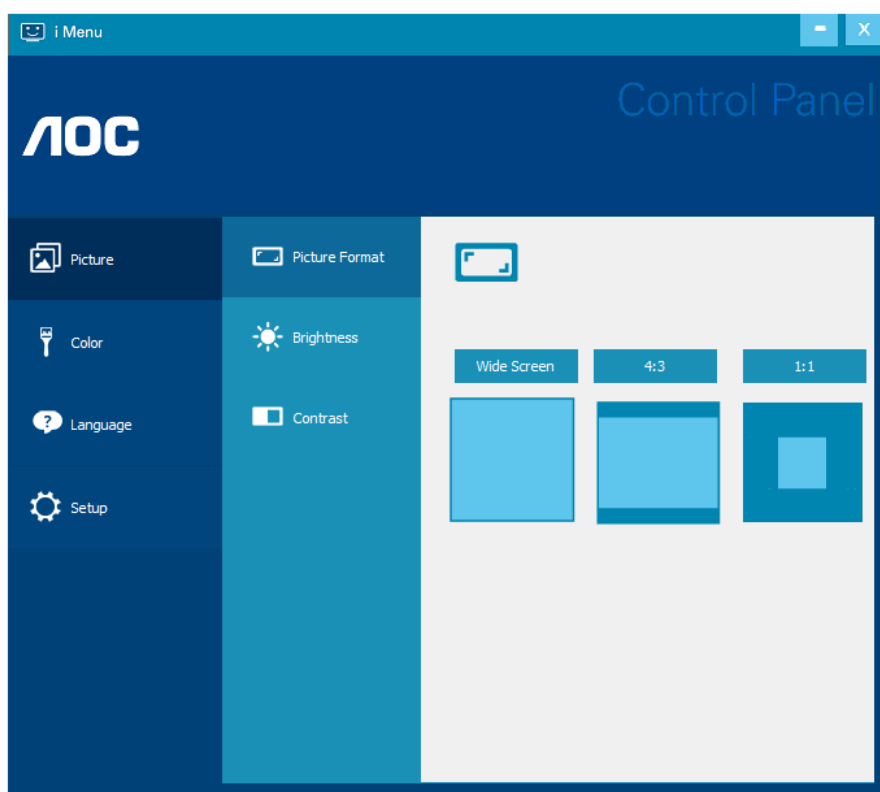 i Menu
X
Control Panel
AOC
Picture
Color
Language
Setup
Picture Format
Brightness
Contrast
Wide Screen
4:3
1:1